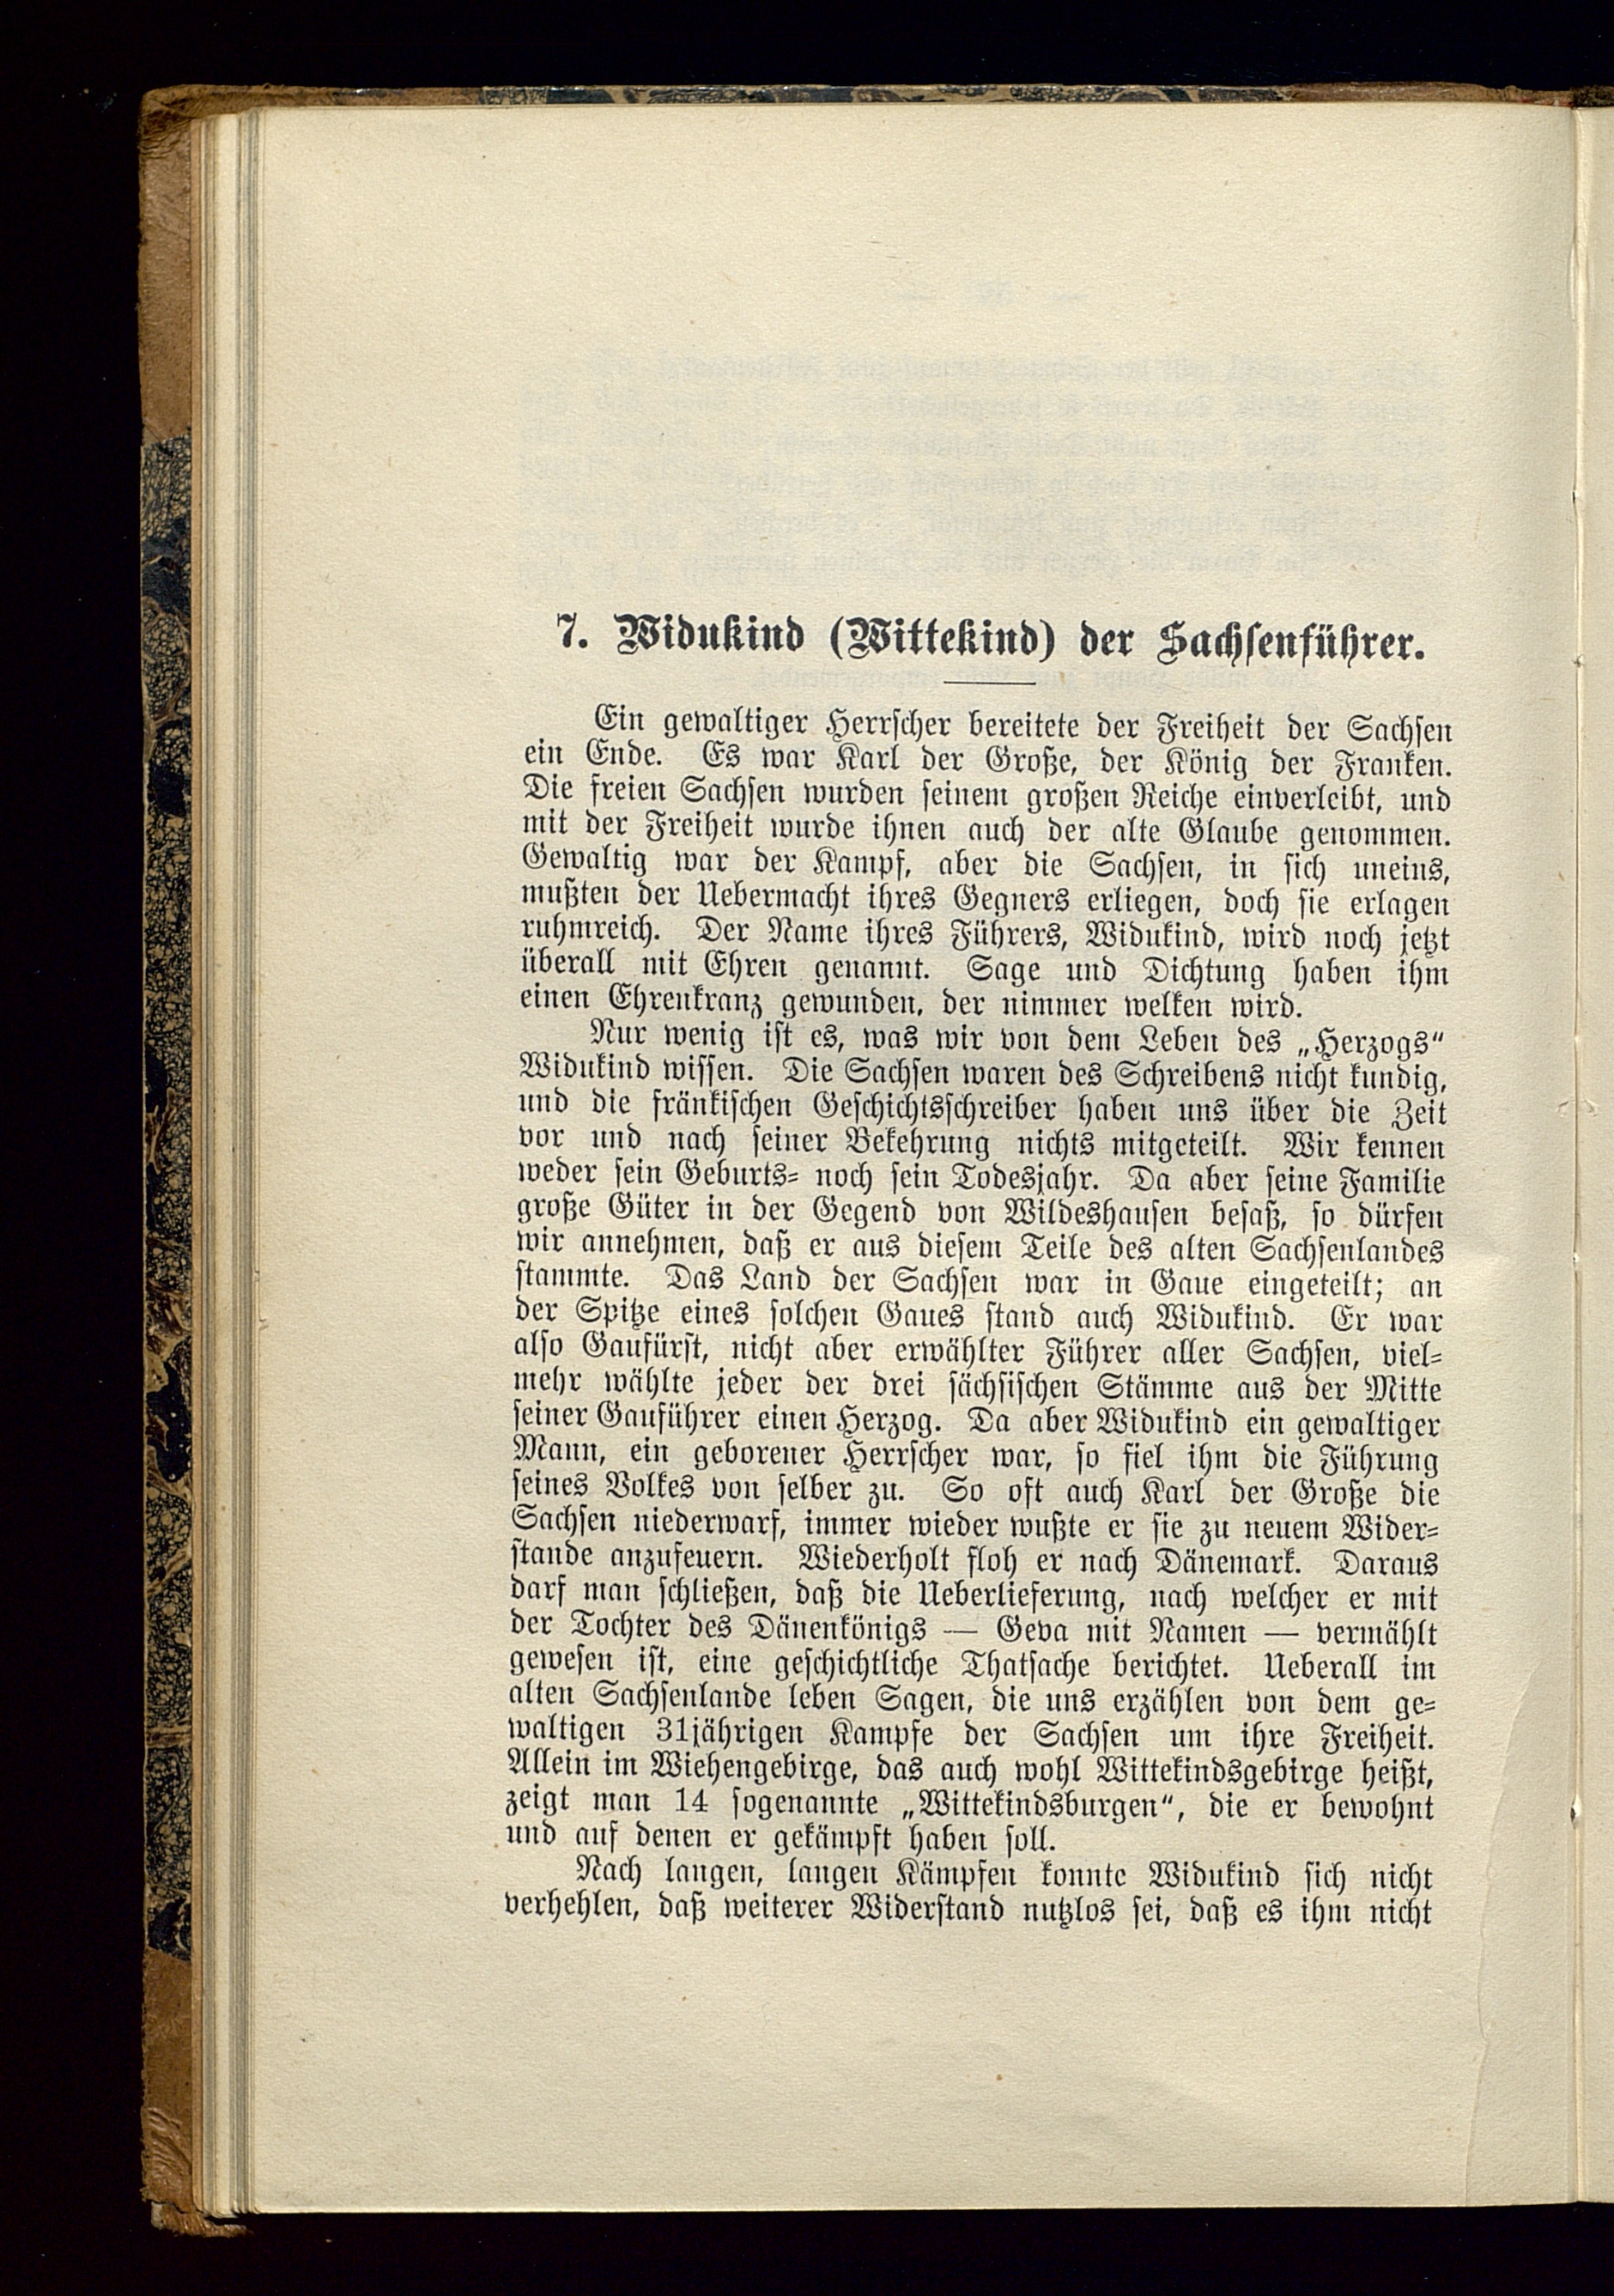 7. Widukind (Wittekind) der Sachsenführer.
Ein gewaltiger Herrscher bereitete der Freiheit der Sachsen
ein Ende. Es war Karl der Große, der König der Franken.
Die freien Sachsen wurden seinem großen Reiche einverleibt, und
mit der Freiheit wurde ihnen auch der alte Glaube genommen.
Gewaltig war der Kampf, aber die Sachsen, in sich uneins,
mußten der Uebermacht ihres Gegners erliegen, doch sie erlagen
ruhmreich. Der Name ihres Führers, Widukind, wird noch jetzt
überall mit Ehren genannt. Sage und Dichtung haben ihm
einen Ehrenkranz gewunden, der nimmer welken wird.
Nur wenig ist es, was wir von dem Leben des „Herzogs“
Widukind wissen. Die Sachsen waren des Schreibens nicht kundig,
und die fränkischen Geschichtsschreiber haben uns über die Zeit
vor und nach seiner Bekehrung nichts mitgeteilt. Wir kennen
weder sein Geburts= noch sein Todesjahr. Da aber seine Familie
große Güter in der Gegend von Wildeshausen besaß, so dürfen
wir annehmen, daß er aus diesem Teile des alten Sachsenlandes
stammte. Das Land der Sachsen war in Gaue eingeteilt; an
der Spitze eines solchen Gaues stand auch Widukind. Er war
also Gaufürst, nicht aber erwählter Führer aller Sachsen, viel=
mehr wählte jeder der drei sächsischen Stämme aus der Mitte
seiner Gauführer einen Herzog. Da aber Widukind ein gewaltiger
Mann, ein geborener Herrscher war, so fiel ihm die Führung
seines Volkes von selber zu. So oft auch Karl der Große die
Sachsen niederwarf, immer wieder wußte er sie zu neuem Wider=
stande anzufeuern. Wiederholt floh er nach Dänemark. Daraus
darf man schließen, daß die Ueberlieferung, nach welcher er mit
der Tochter des Dänenkönigs — Geva mit Namen — vermählt
gewesen ist, eine geschichtliche Thatsache berichtet. Ueberall im
alten Sachsenlande leben Sagen, die uns erzählen von dem ge=
waltigen 31jährigen Kampfe der Sachsen um ihre Freiheit.
Allein im Wiehengebirge, das auch wohl Wittekindsgebirge heißt,
zeigt man 14 sogenannte „Wittekindsburgen“, die er bewohnt
und auf denen er gekämpft haben soll.
Nach langen, langen Kämpfen konnte Widukind sich nicht
verhehlen, daß weiterer Widerstand nutzlos sei, daß es ihm nicht